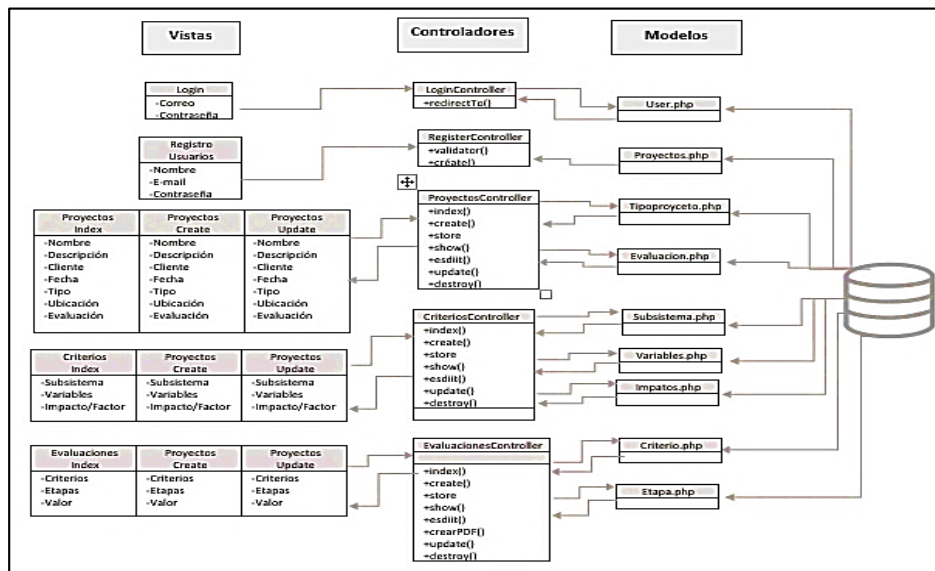 Vistas
Controladores
Modelos
Login
-Correo
-Contraseña
LoginController
+redirectTo()
User.php
Registro
Usuarios
-Nombre
-E-mail
-Contraseña
RegisterController
+validator()
+créate()
Proyectos.php
Proyectos
Index
-Nombre
-Descripción
-Cliente
-Fecha
-Tipo
-Ubicación
-Evaluación
Proyectos
Create
-Nombre
-Descripción
-Cliente
-Fecha
-Tipo
-Ubicación
-Evaluación
Proyectos
Update
-Nombre
-Descripción
-Cliente
-Fecha
-Tipo
-Ubicación
-Evaluación
ProyectosController
+index()
+create()
+store
+show()
+esdiit()
+update()
+destroy()
Tipoproyceto.php
Evaluacion.php
Criterios
Index
-Subsistema
-Variables
-Impacto/Factor
Proyectos
Create
-Subsistema
-Variables
-Impacto/Factor
Proyectos
Update
-Subsistema
-Variables
-Impacto/Factor
CriteriosController
+index()
+create()
+store
+show()
+esdiit()
+update()
+destroy()
Subsistema.php
Variables.php
Impatos.php
Evaluaciones
Index
-Criterios
-Etapas
-Valor
Proyectos
Create
-Criterios
-Etapas
-Valor
Proyectos
Update
-Criterios
-Etapas
-Valor
EvaluacionesController
+index()
+create()
+store
+show()
+esdiit()
+crearPDF()
+update()
+destroy()
Criterio.php
Etapa.php